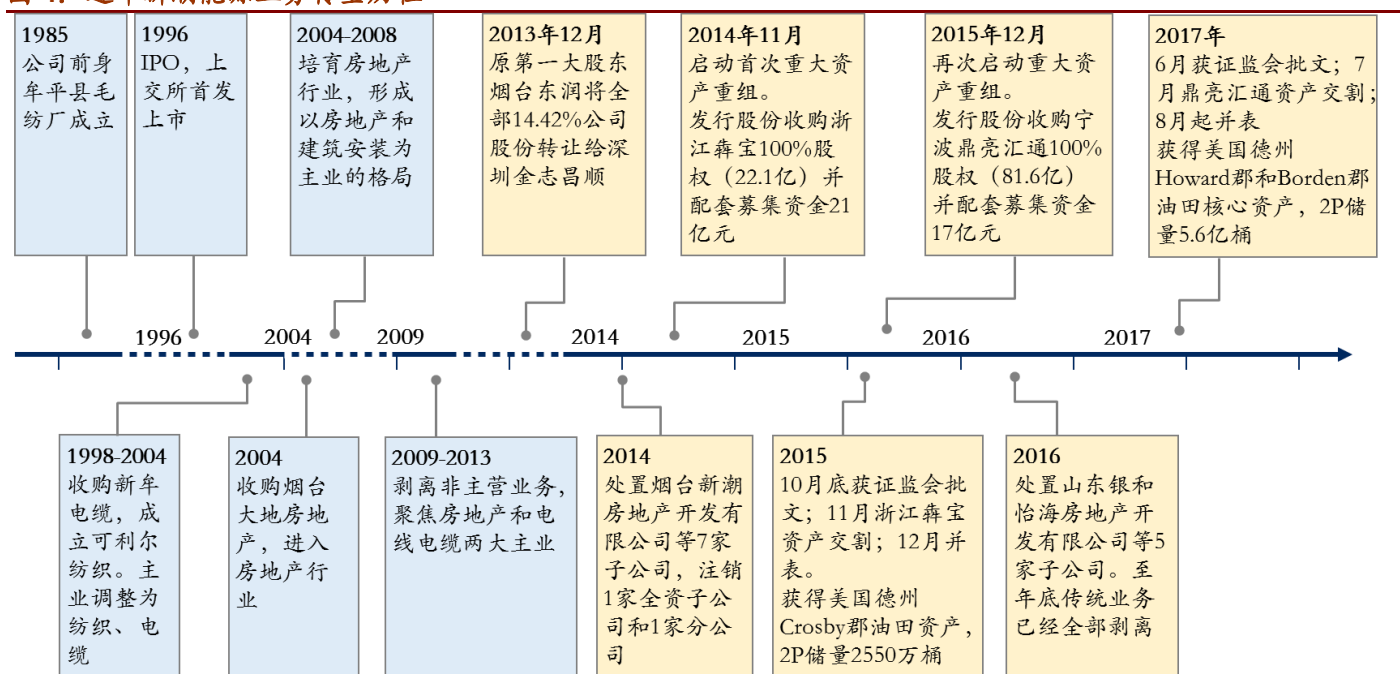 1985
公司前身
牟平县毛
纺厂成立
1996
IPO，上
交所首发
上市
2004-2008
培育房地产
行业，形成
以房地产和
建筑安装为
主业的格局
2013年12月
原第一大股东
烟台东润将全
部14.42%公司
股份转让给深
圳金志昌顺
2014年11月
启动首次重大资
产重组。
发行股份收购浙
江犇宝100%股
权（22.1亿）并
配套募集资金21
亿元
2015年12月
再次启动重大资
产重组。
发行股份收购宁
波鼎亮汇通100%
股权（81.6亿）
并配套募集资金
17亿元
2017年
6月获证监会批文；7
月鼎亮汇通资产交割；
8月起并表
获得美国德州
Howard郡和Borden郡
油田核心资产，2P储
量5.6亿桶
1996 2004 2009 2014 2015 2016 2017
1998-2004
收购新牟
电缆，成
立可利尔
纺织。主
业调整为
纺织、电
缆
2004
收购烟台
大地房地
产，进入
房地产行
业
2009-2013
剥离非主营业务，
聚焦房地产和电
线电缆两大主业
2014
处置烟台新潮
房地产开发有
限公司等7家
子公司，注销
1家全资子公
司和1家分公
司
2015
10月底获证监会批
文；11月浙江犇宝
资产交割；12月并
表。
获得美国德州
Crosby郡油田资产，
2P储量2550万桶
2016
处置山东银和
怡海房地产开
发有限公司等5
家子公司。至
年底传统业务
已经全部剥离